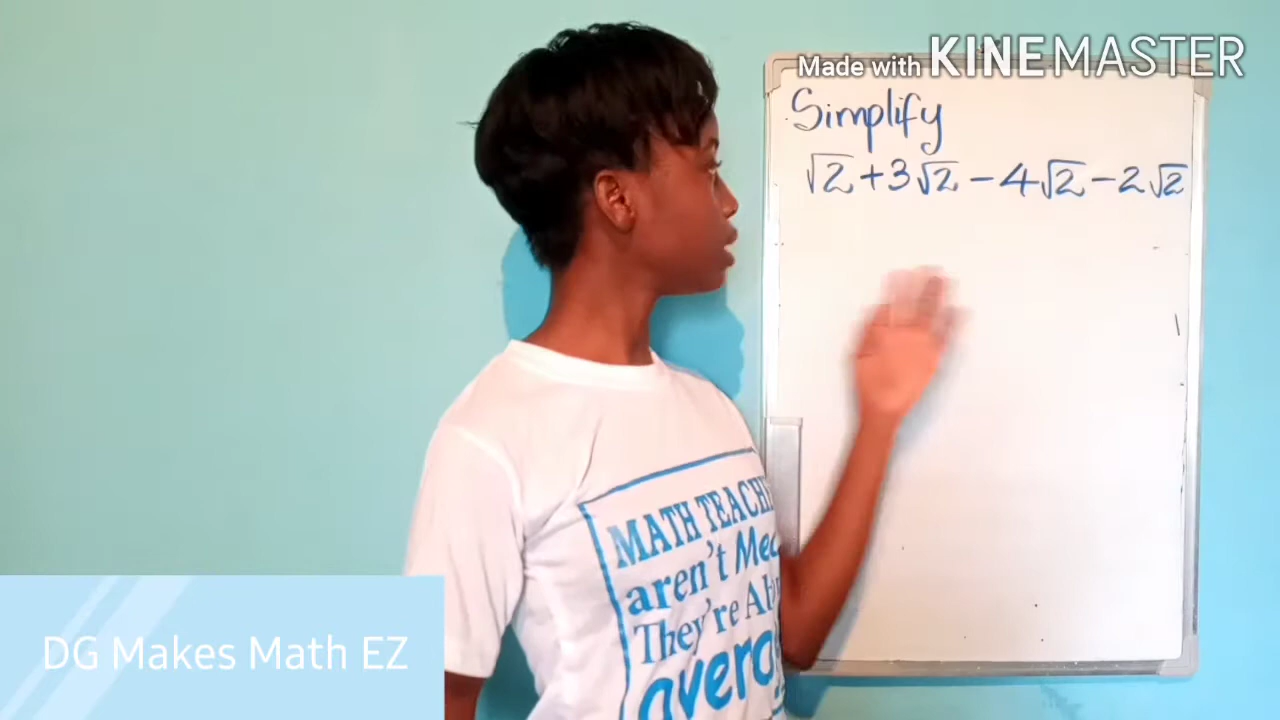 Made with KINEMASTER
Simplify
√2 + 3√2 - 4√2 - 2√2
MATH TEACH
aren't Mea
They're Ab
avera
DG Makes Math EZ